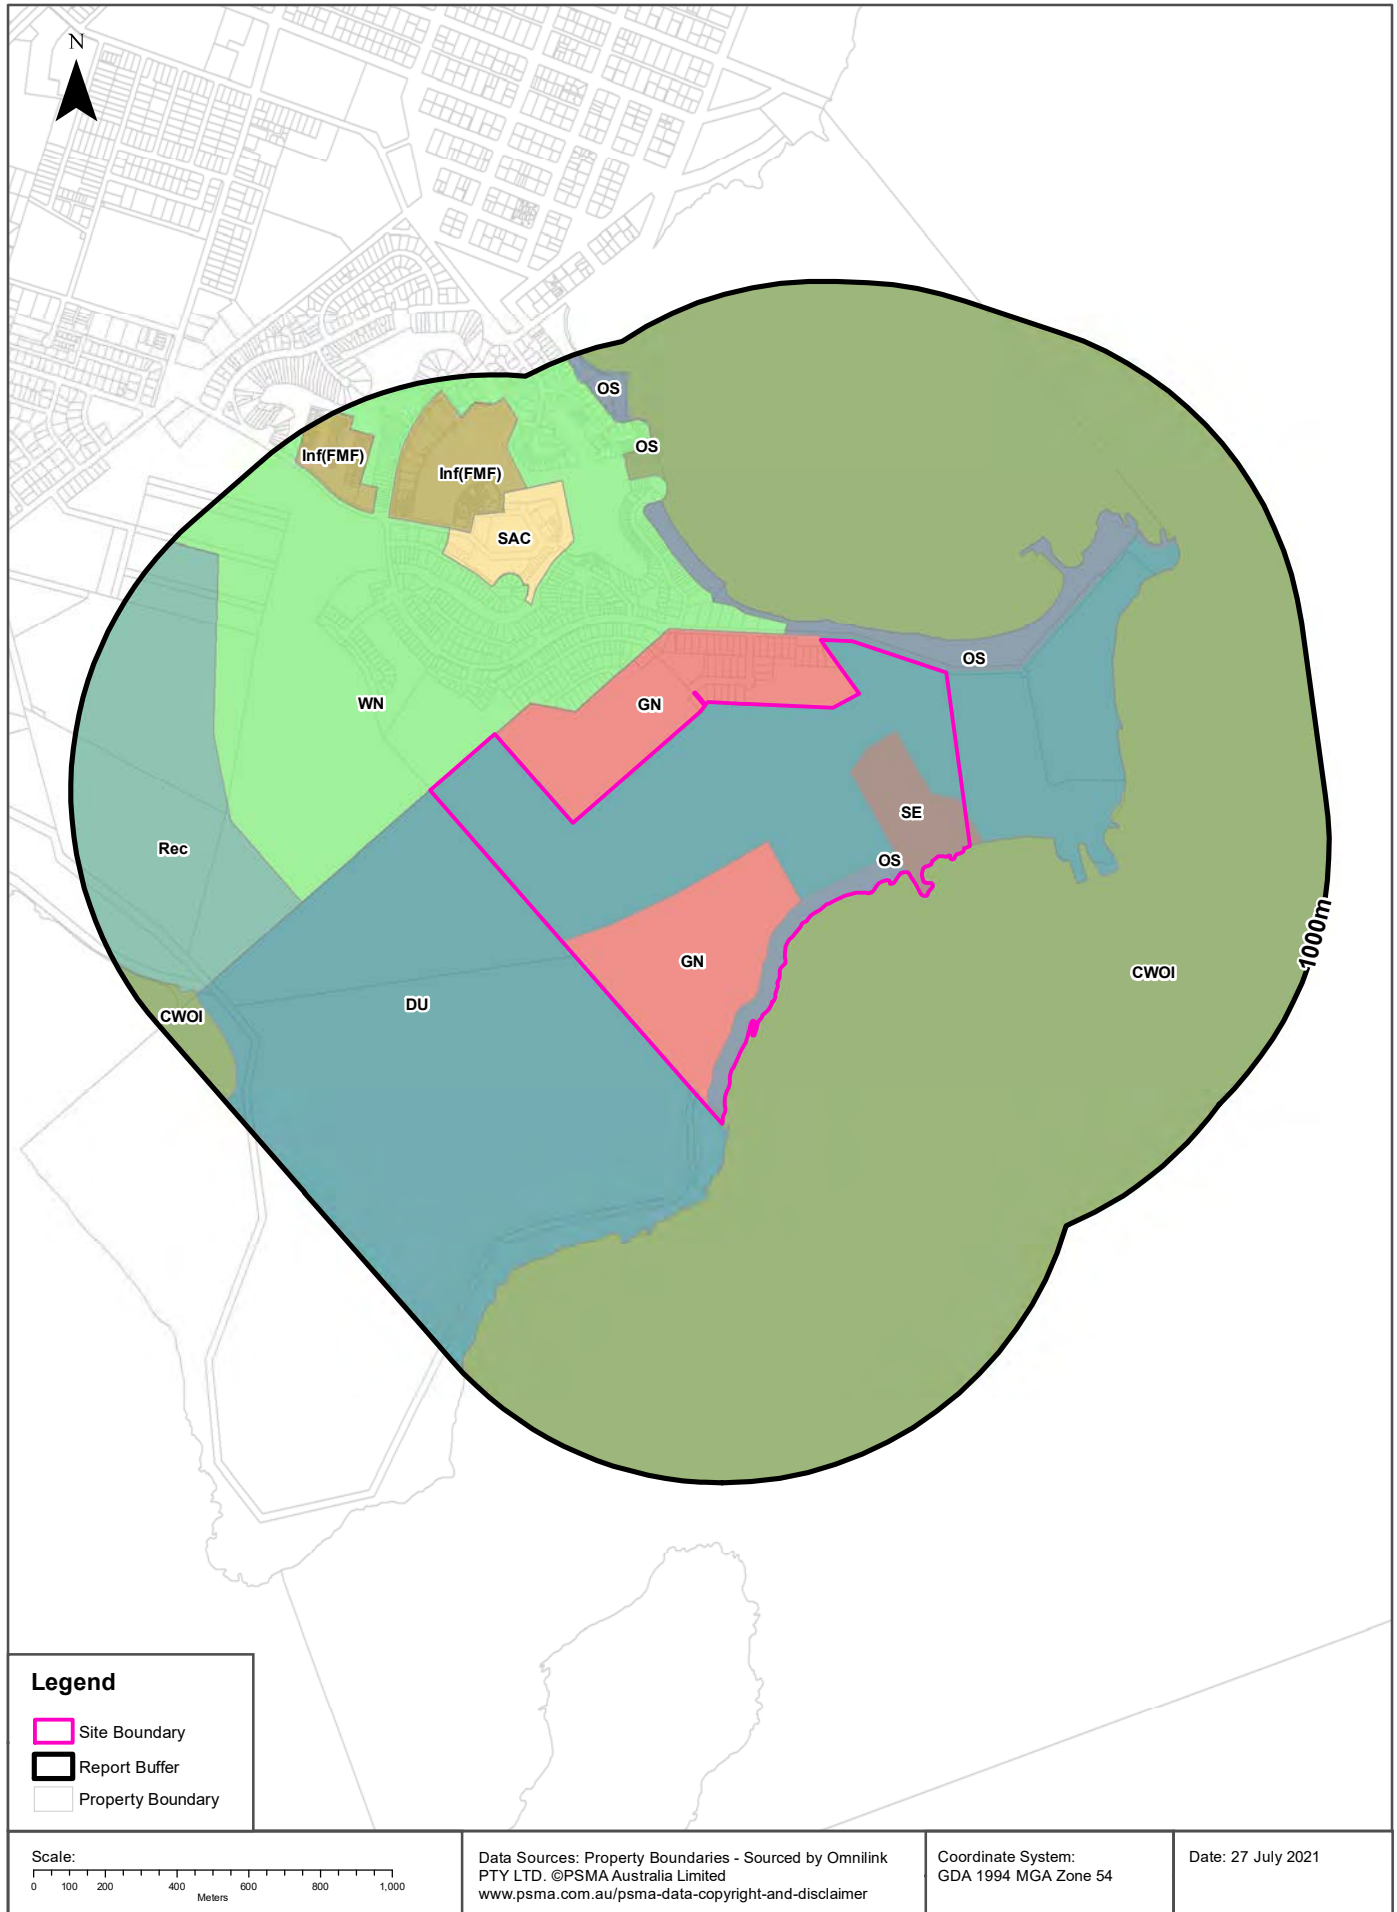 N
OS
OS
Inf(FMF)
Inf(FMF)
SAC
OS
WN
GN
SE
Rec
OS
GN
1000m
CWOI
DU
CWOI
Legend
Site Boundary
Report Buffer
Property Boundary
Scale:
0 100 200 400 600 800 1,000
Meters
Data Sources: Property Boundaries - Sourced by Omnilink
PTY LTD. ©PSMA Australia Limited
www.psma.com.au/psma-data-copyright-and-disclaimer
Coordinate System:
GDA 1994 MGA Zone 54
Date: 27 July 2021